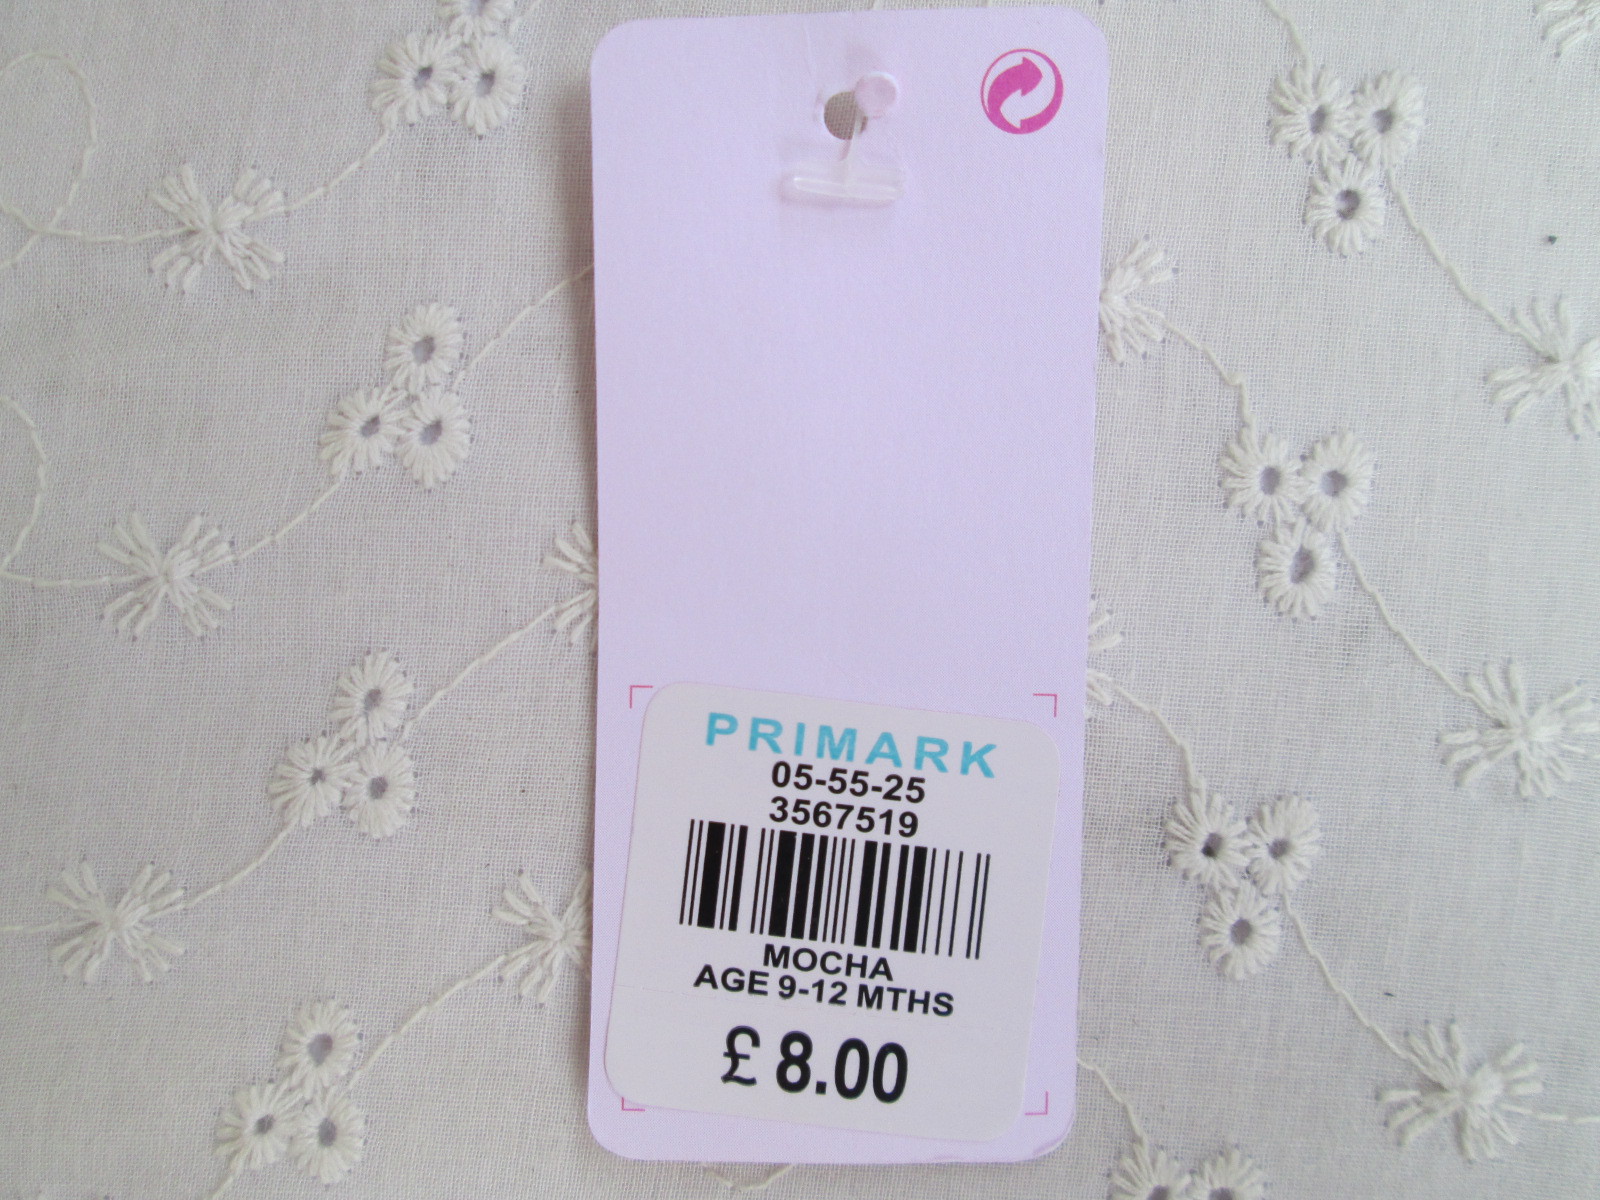 PRIMARK
05-55-25
3567519
MOCHA
AGE 9-12 MTHS
£8.00